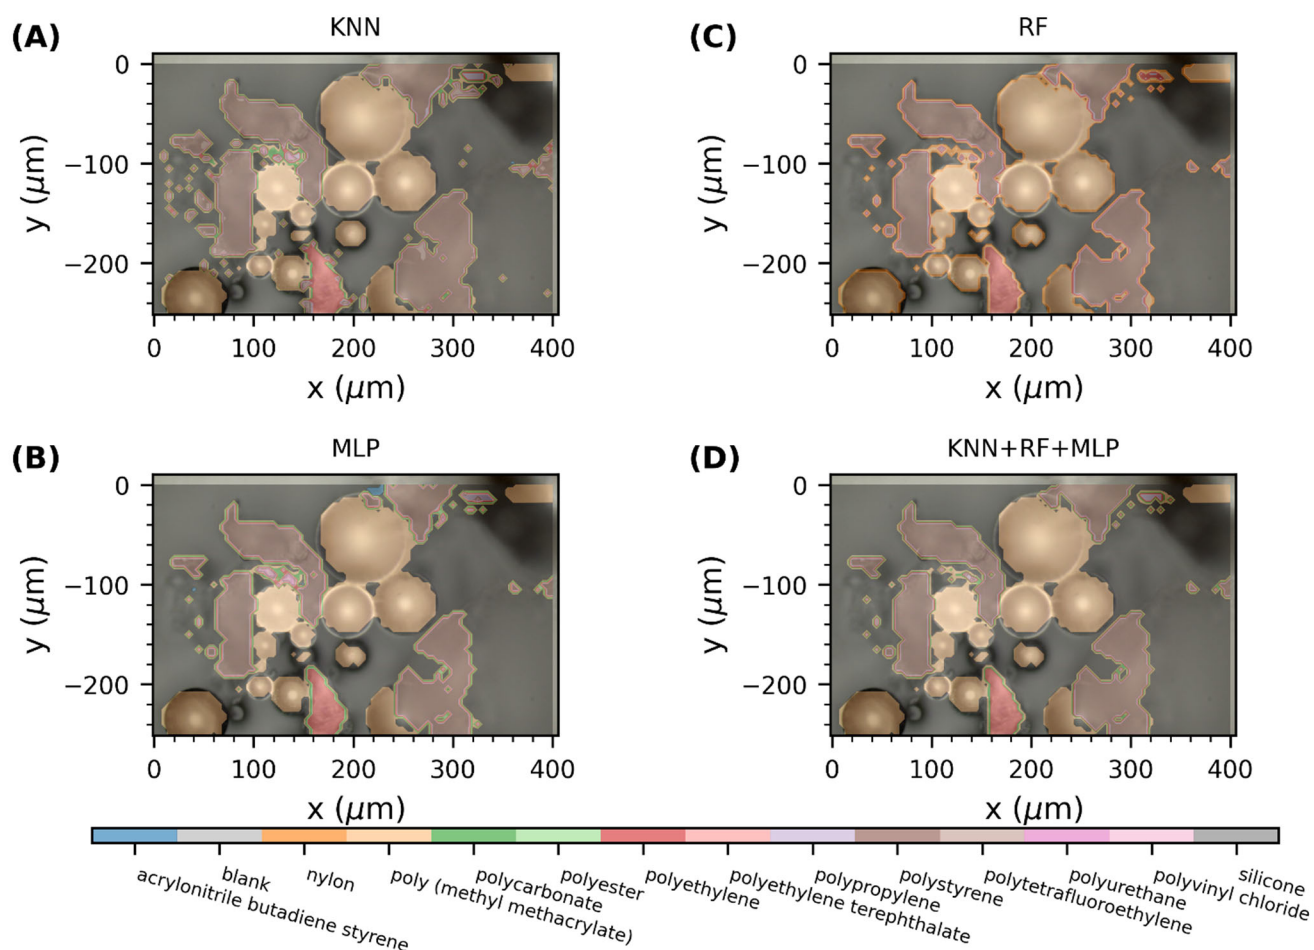 (A)
KNN
0
−100
−200
y (μm)
0 100 200 300 400
x (μm)
(C)
RF
0
−100
−200
y (μm)
0 100 200 300 400
x (μm)
(B)
MLP
0
−100
−200
y (μm)
0 100 200 300 400
x (μm)
(D)
KNN+RF+MLP
0
−100
−200
y (μm)
0 100 200 300 400
x (μm)
acrylonitrile butadiene styrene
blank
nylon
poly (methyl methacrylate)
polycarbonate
polyester
polyethylene
polyethylene terephthalate
polypropylene
polystyrene
polytetrafluoroethylene
polyurethane
polyvinyl chloride
silicone